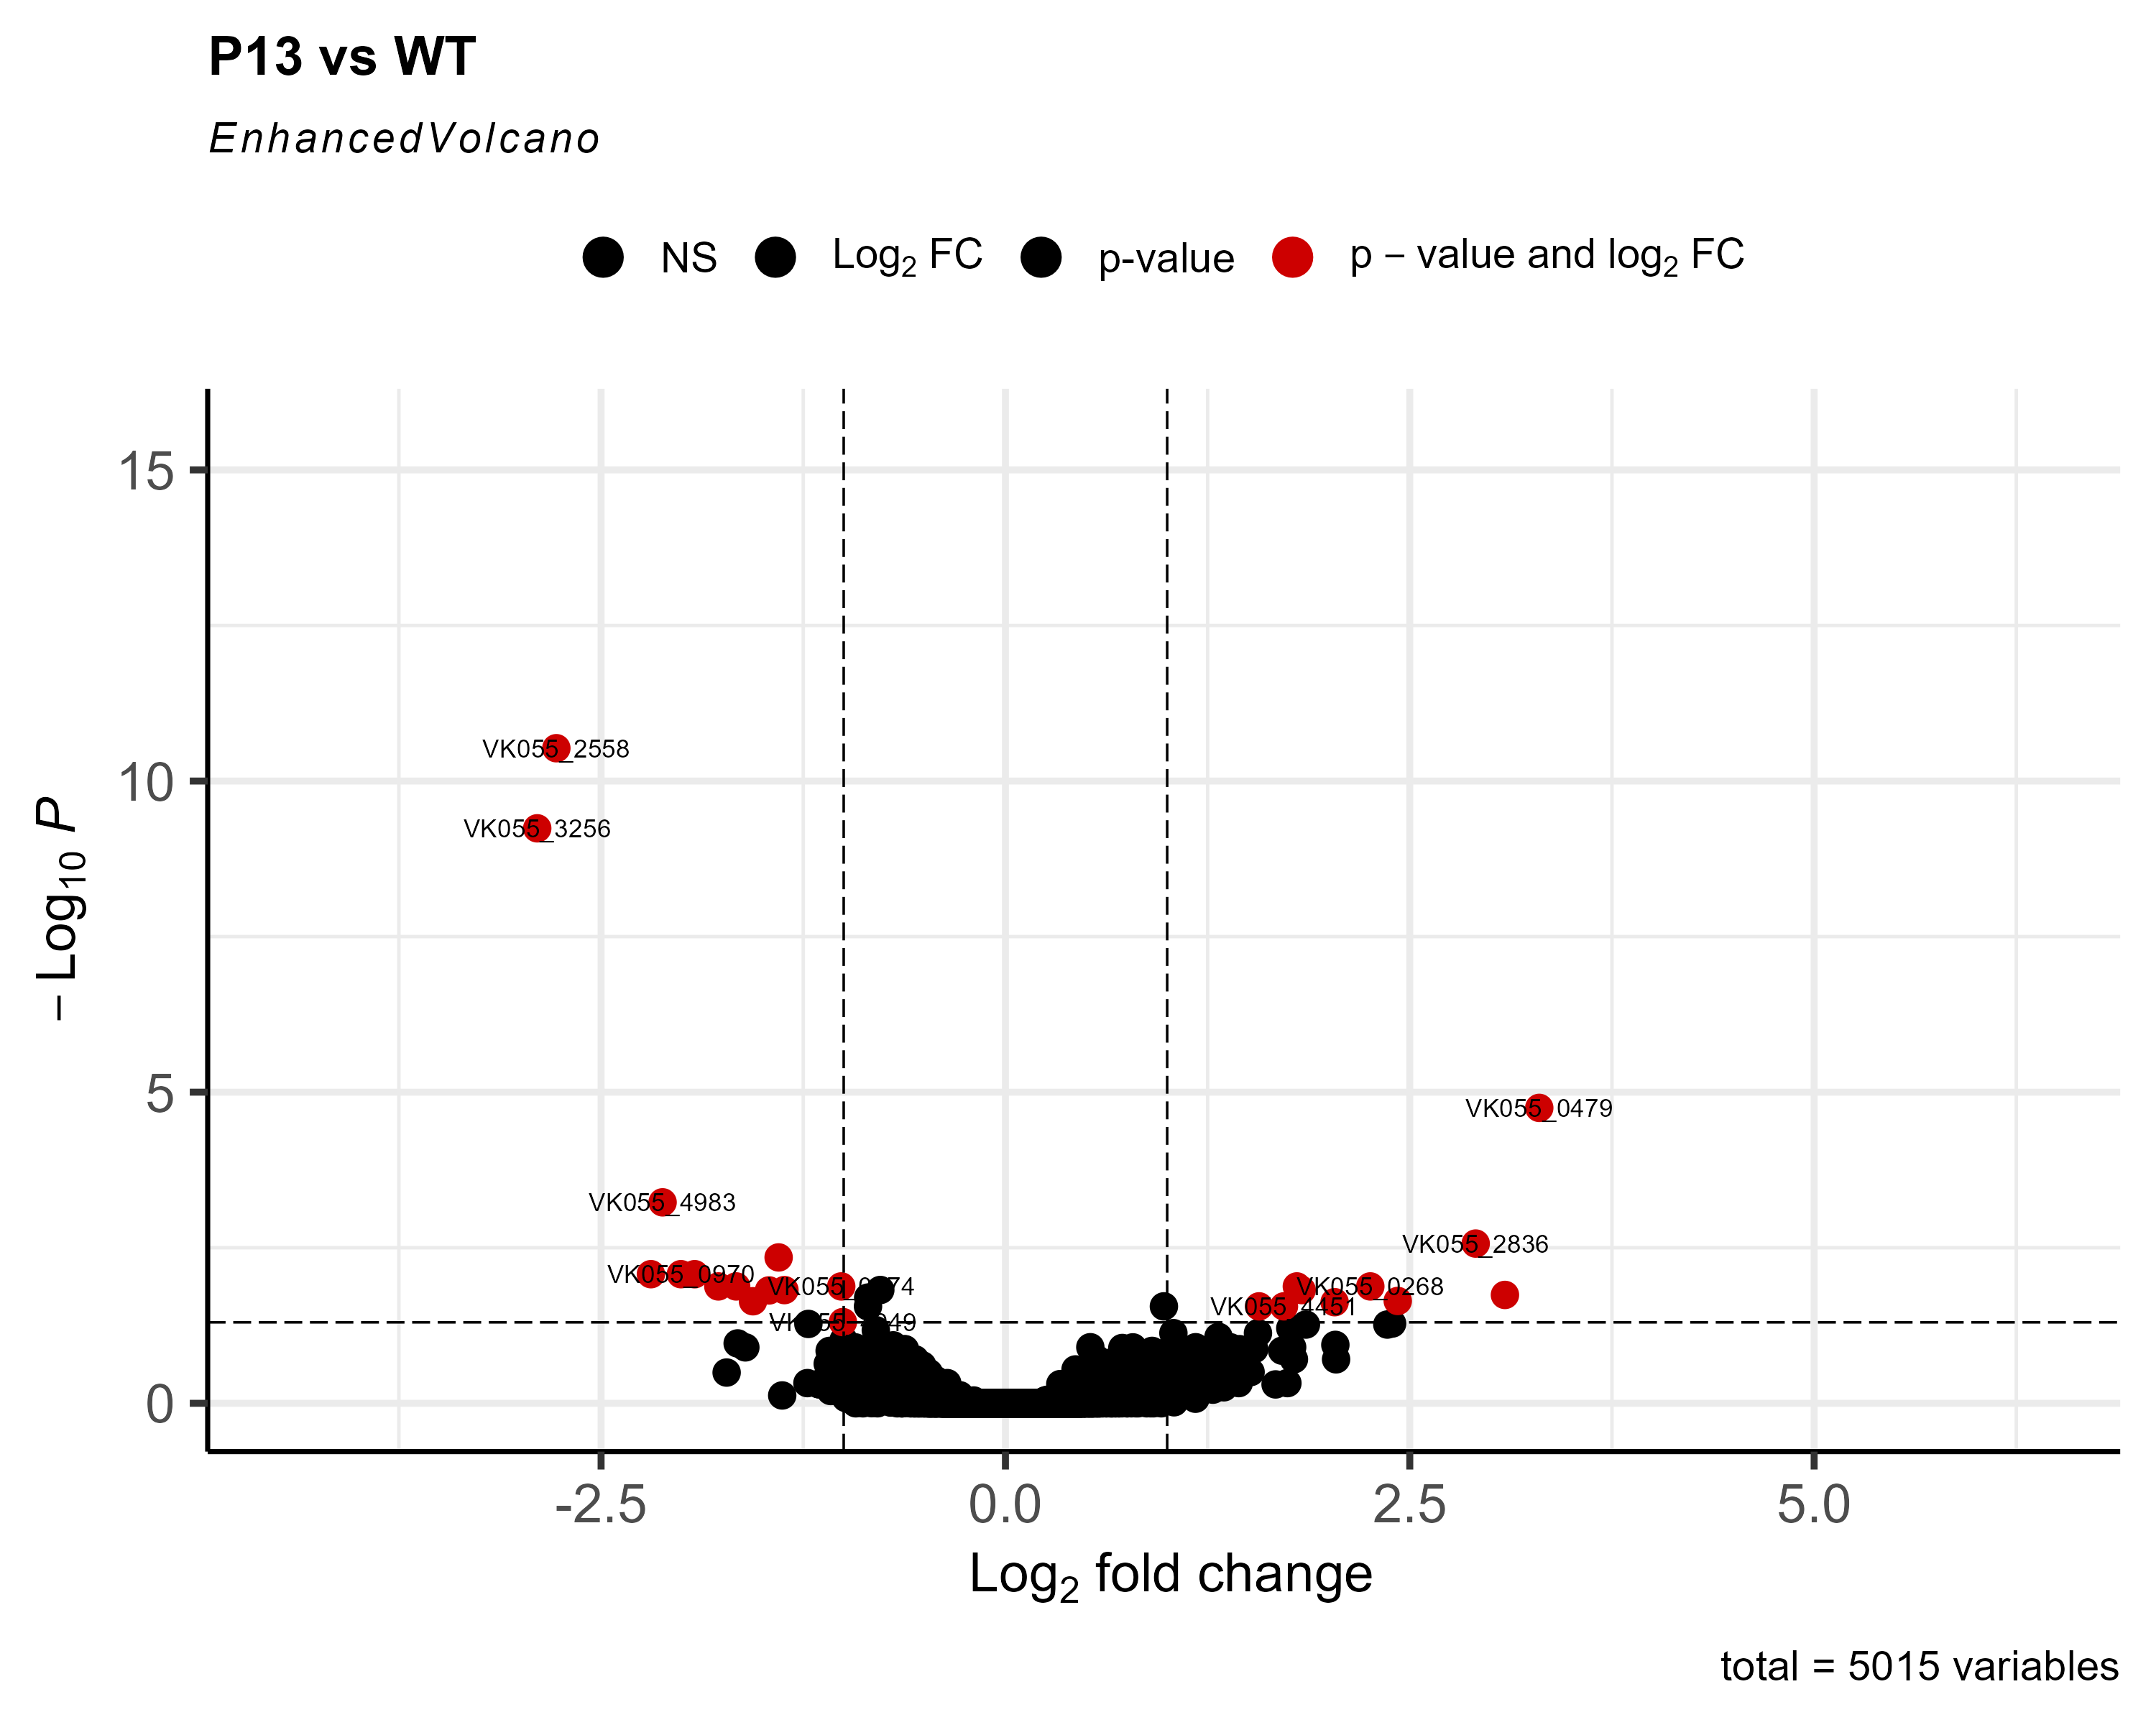 P13 vs WT
EnhancedVolcano
NS Log₂ FC p-value p − value and log₂ FC
15
10
5
0
− Log₁₀ P
VK055_2558
VK055_3256
VK055_0479
VK055_4983
VK055_2836
VK055_0970
VK055_0268
VK055_4451
-2.5 0.0 2.5 5.0
Log₂ fold change
total = 5015 variables